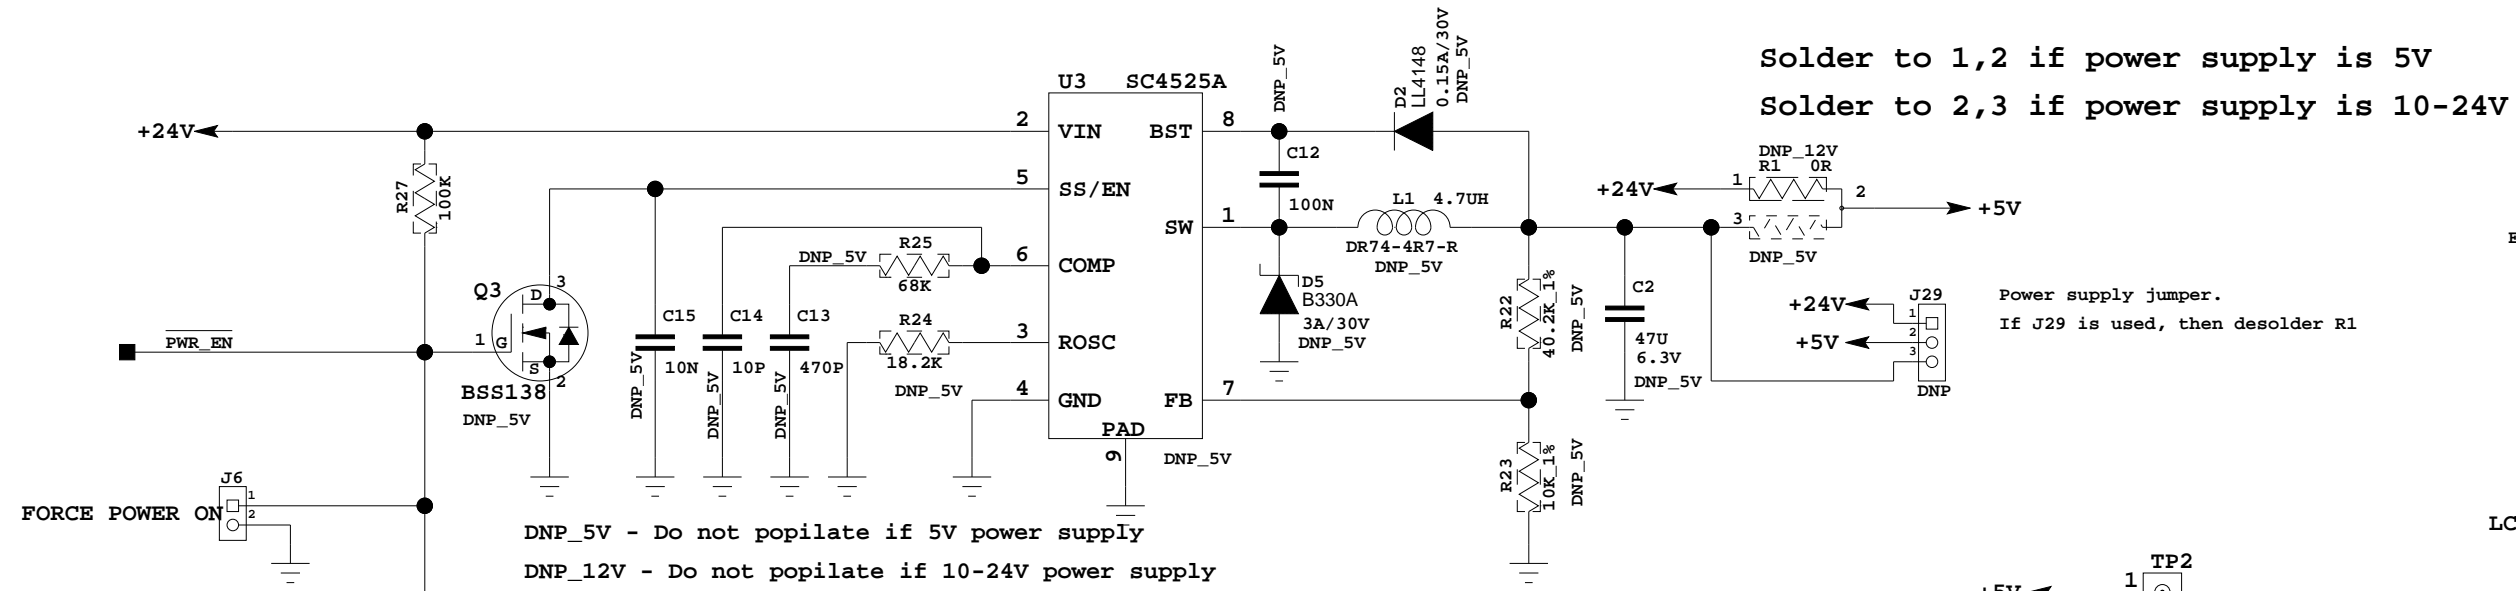 Solder to 1,2 if power supply is 5V
Solder to 2,3 if power supply is 10-24V
U3 SC4525A
+24V
2 VIN
BST 8
5 SS/EN
SW 1
6 COMP
3 ROSC
4 GND
FB 7
PAD
9
DNP_5V
R27
100K
PWR_EN
Q3
D
3
1
G
S
2
BSS138
DNP_5V
J6
1
2
FORCE POWER ON
C15
10N
DNP_5V
C14
10P
DNP_5V
C13
470P
DNP_5V
DNP_5V
R25
68K
R24
18.2K
DNP_5V
DNP_5V
C12
100N
D2
LL4148
0.15A/30V
DNP_5V
L1 4.7UH
DR74-4R7-R
DNP_5V
D5
B330A
3A/30V
DNP_5V
R22
40.2K_1%
DNP_5V
R23
10K_1%
DNP_5V
C2
47U
6.3V
DNP_5V
DNP_12V
R1 0R
+24V
1
2
3
+5V
DNP_5V
J29
+24V
1
+5V
2
3
DNP
Power supply jumper.
If J29 is used, then desolder R1
DNP_5V - Do not popilate if 5V power supply
DNP_12V - Do not popilate if 10-24V power supply
LC
TP2
1
+5V